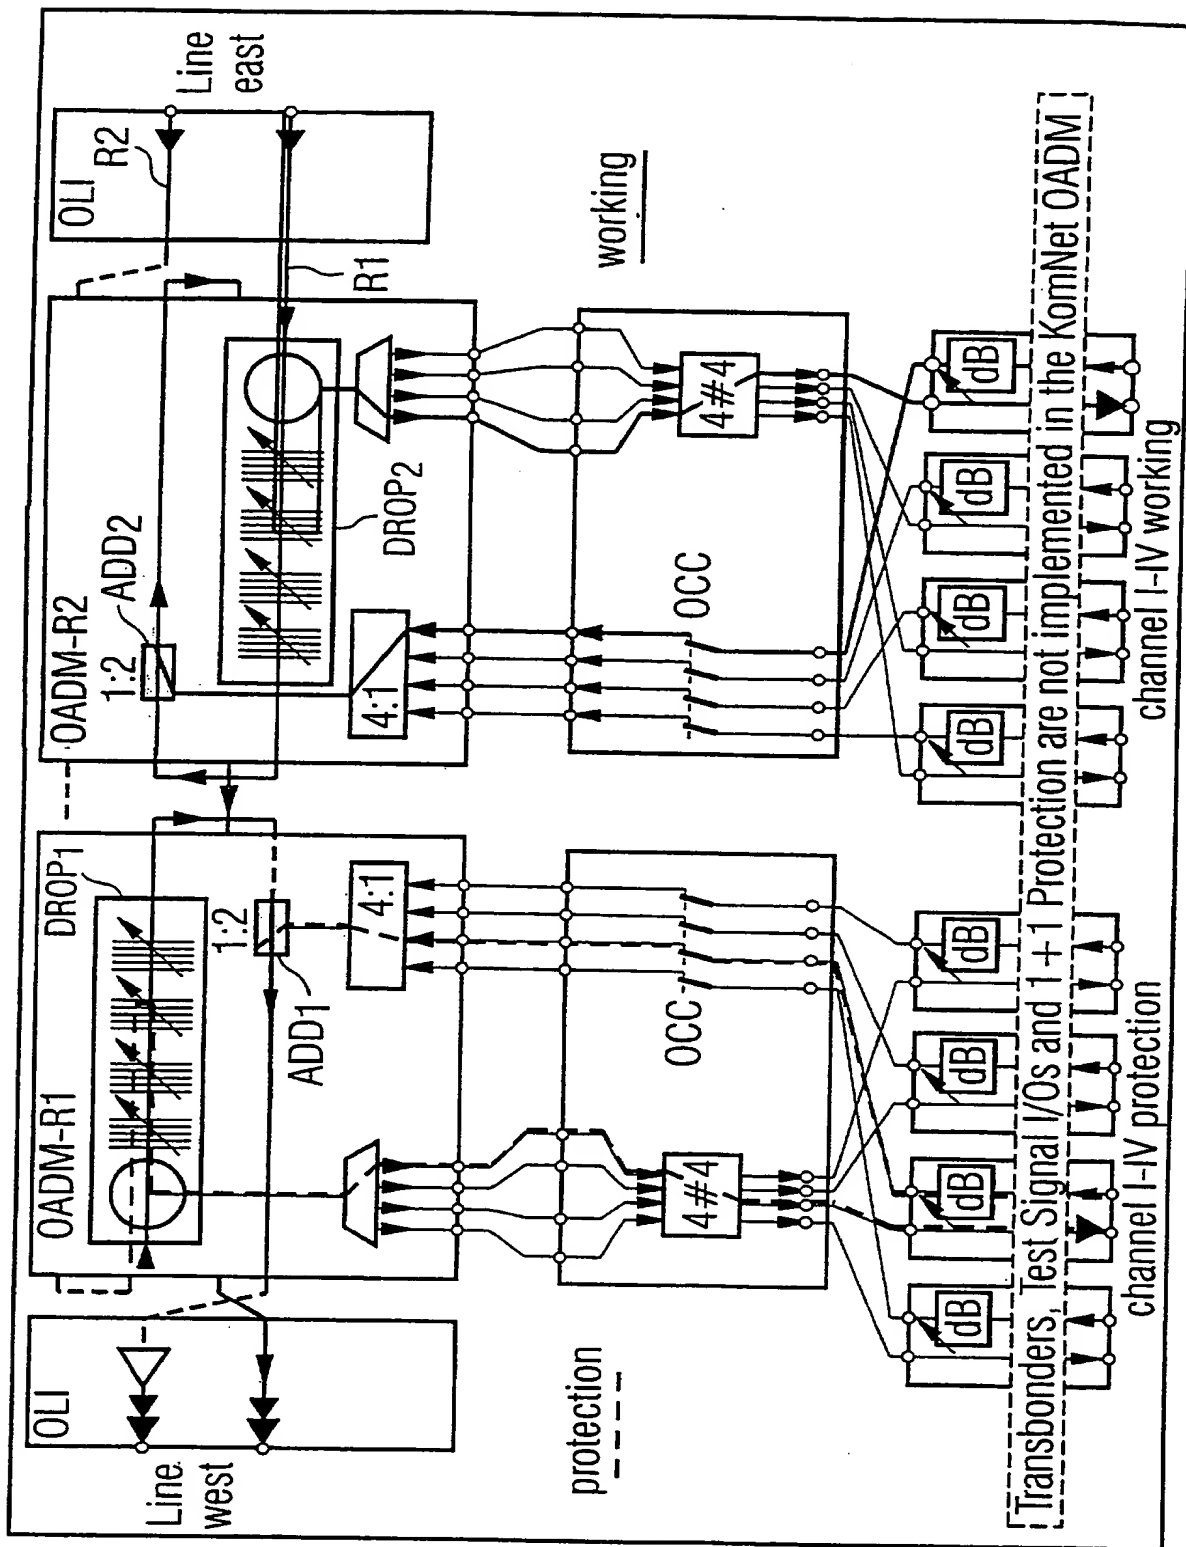 OLI
Line
west
OADM-R1
DROP1
1:2
ADD1
4:1
OADM-R2
1:2
ADD2
DROP2
4:1
OLI
R2
Line
east
R1
protection
working
4#4
OCC
OCC
4#4
dB
dB
dB
dB
dB
dB
dB
dB
Transbonders, Test Signal I/Os and 1+1 Protection are not implemented in the KomNet OADM
channel I-IV protection
channel I-IV working